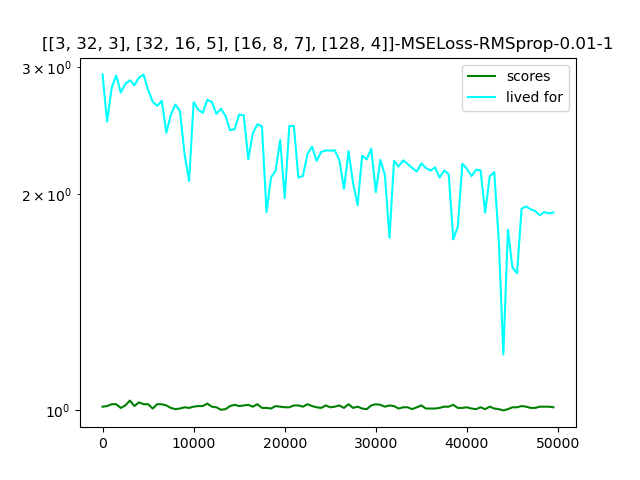 [[3, 32, 3], [32, 16, 5], [16, 8, 7], [128, 4]]-MSELoss-RMSprop-0.01-1
3 × 10⁰
scores
lived for
2 × 10⁰
10⁰
0 10000 20000 30000 40000 50000